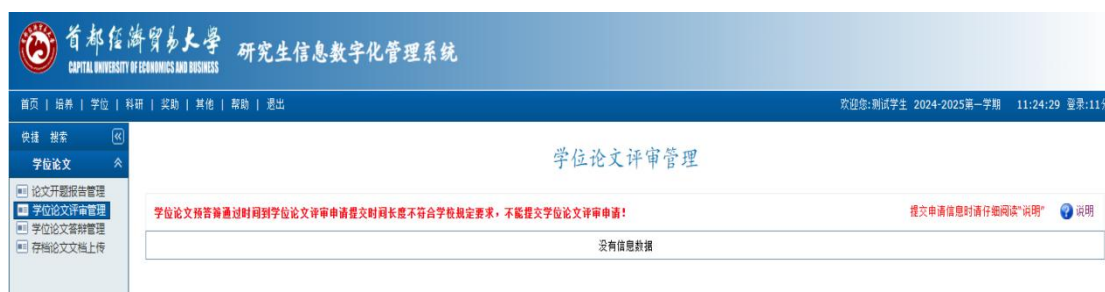 首都经济贸易大学
CAPITAL UNIVERSITY OF ECONOMICS AND BUSINESS
研究生信息数字化管理系统
首页 | 培养 | 学位 | 科研 | 奖助 | 其他 | 帮助 | 退出
欢迎您:测试学生 2024-2025第一学期 11:24:29 登录:11分
快捷 搜索
学位论文
论文开题报告管理
学位论文评审管理
学位论文答辩管理
存档论文文档上传
学位论文评审管理
学位论文预答辩通过时间到学位论文评审申请提交时间长度不符合学校规定要求，不能提交学位论文评审申请！
提交申请信息时请仔细阅读"说明" 说明
没有信息数据